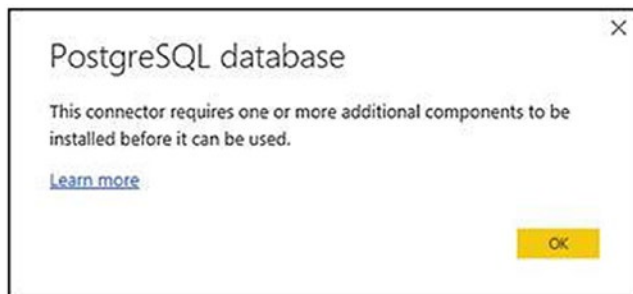 PostgreSQL database
This connector requires one or more additional components to be
installed before it can be used.
Learn more
OK